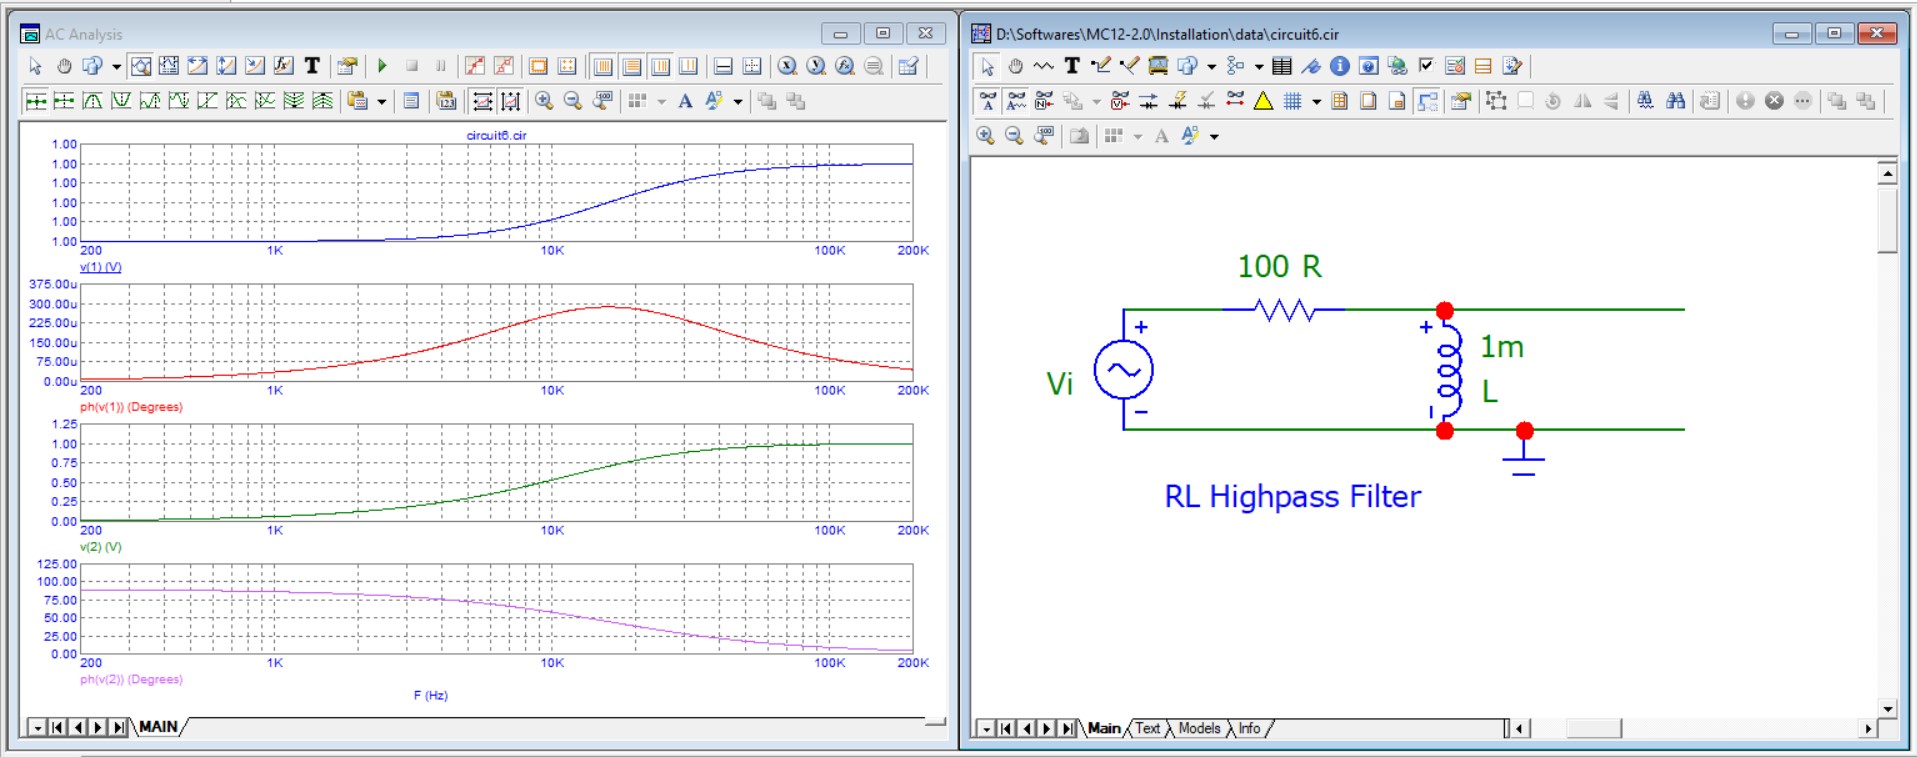 AC Analysis
circuit6.cir
1.00
1.00
1.00
1.00
1.00
1.00
200 1K 10K 100K 200K
v(1) (V)
375.00u
300.00u
225.00u
150.00u
75.00u
0.00u
200 1K 10K 100K 200K
ph(v(1)) (Degrees)
1.25
1.00
0.75
0.50
0.25
0.00
200 1K 10K 100K 200K
v(2) (V)
125.00
100.00
75.00
50.00
25.00
0.00
200 1K 10K 100K 200K
ph(v(2)) (Degrees)
F (Hz)
MAIN
D:\Softwares\MC12-2.0\Installation\data\circuit6.cir
100 R
+
+
1m
Vi
L
RL Highpass Filter
Main Text Models Info